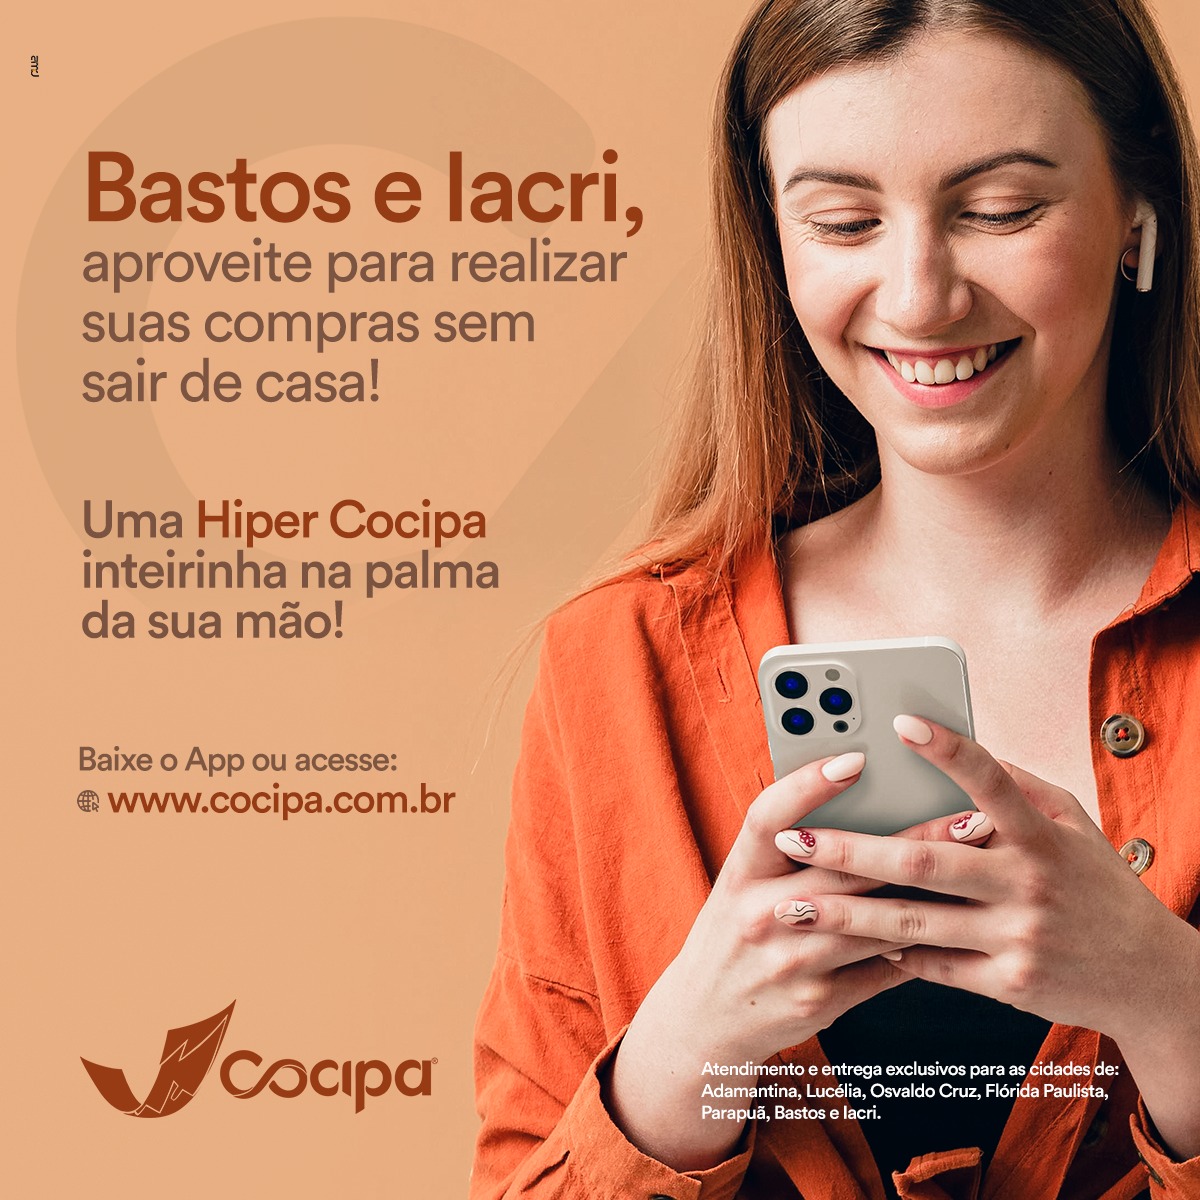 Bastos e Iacri,
aproveite para realizar
suas compras sem
sair de casa!
Uma Hiper Cocipa
inteirinha na palma
da sua mão!
Baixe o App ou acesse:
www.cocipa.com.br
Cocipa®
Atendimento e entrega exclusivos para as cidades de:
Adamantina, Lucélia, Osvaldo Cruz, Flórida Paulista,
Parapuã, Bastos e Iacri.